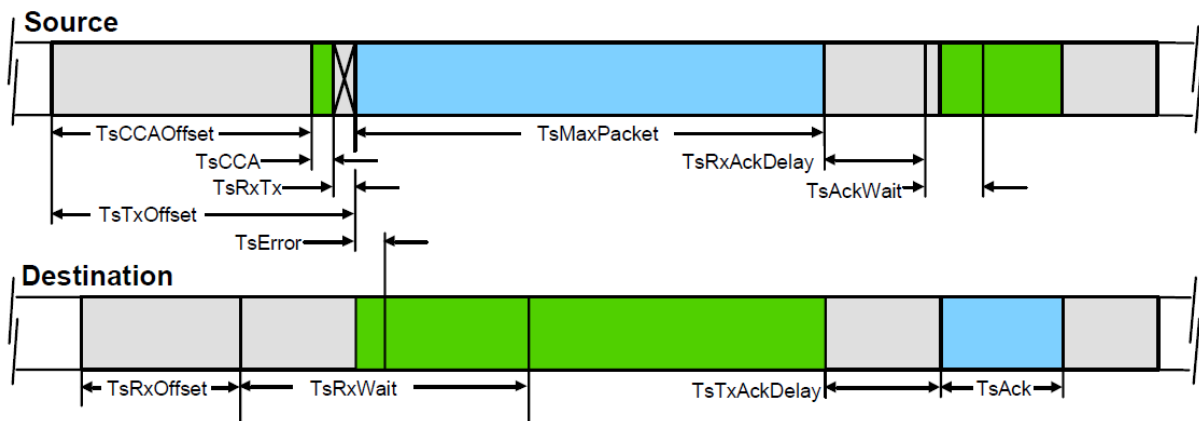 Source
TsCCAOffset
TsMaxPacket
TsCCA
TsRxAckDelay
TsRxTx
TsAckWait
TsTxOffset
TsError
Destination
TsRxOffset
TsRxWait
TsTxAckDelay
TsAck